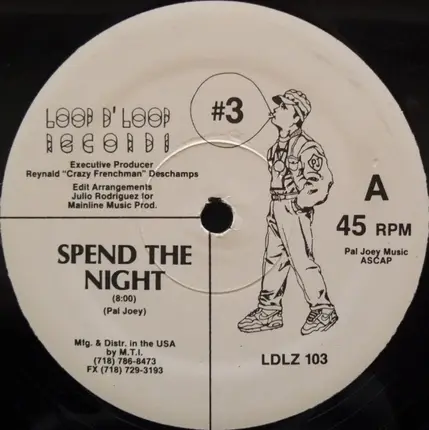 LOOP D' LOOP
RECORDS
Executive Producer
Reynald "Crazy Frenchman" Deschamps
Edit Arrangements
Julio Rodriguez for
Mainline Music Prod.
#3
A
45 RPM
Pal Joey Music
ASCAP
SPEND THE
NIGHT
(8:00)
(Pal Joey)
Mfg. & Distr. in the USA
by M.T.I.
(718) 786-8473
FX (718) 729-3193
LDLZ 103